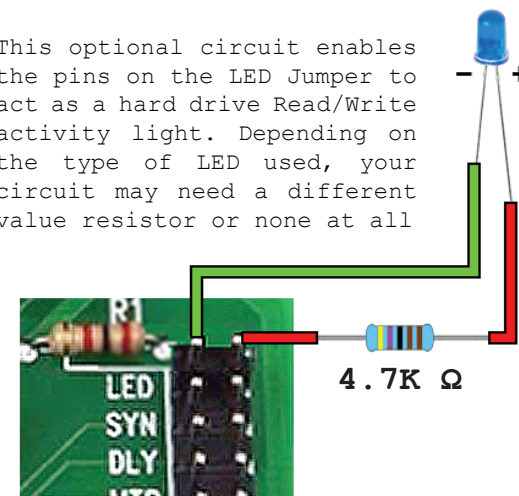 This optional circuit enables
the pins on the LED Jumper to
act as a hard drive Read/Write
activity light. Depending on
the type of LED used, your
circuit may need a different
value resistor or none at all
- +
R1
4.7K Ω
LED
SYN
DLY